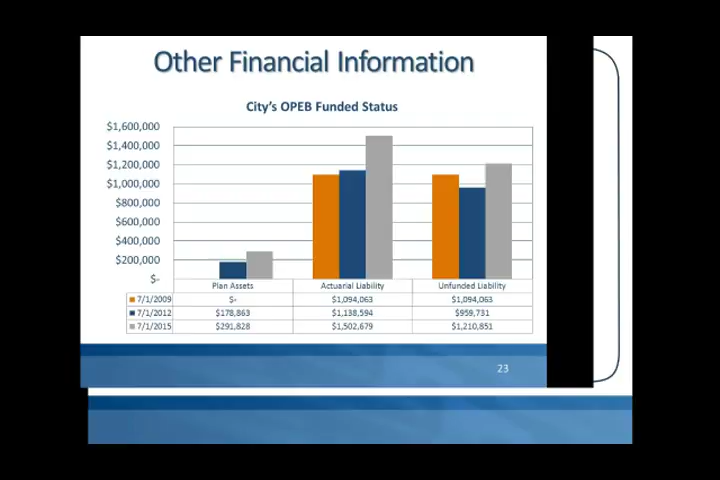 Other Financial Information
City's OPEB Funded Status
$1,600,000
$1,400,000
$1,200,000
$1,000,000
$800,000
$600,000
$400,000
$200,000
$-
Plan Assets Actuarial Liability Unfunded Liability
7/1/2009 $- $1,094,063 $1,094,063
7/1/2012 $178,863 $1,138,594 $959,731
7/1/2015 $291,828 $1,502,679 $1,210,851
23